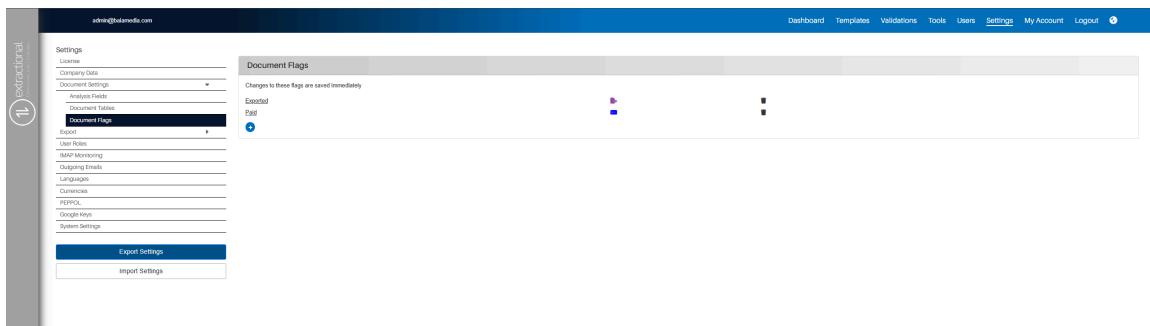 admin@balamedia.com
Dashboard Templates Validations Tools Users Settings My Account Logout
extractional
Settings
License
Company Data
Document Settings
Analysis Fields
Document Tables
Document Flags
Export
User Roles
IMAP Monitoring
Outgoing Emails
Languages
Currencies
PEPPOL
Google Keys
System Settings
Export Settings
Import Settings
Document Flags
Changes to these flags are saved immediately
Exported
Paid